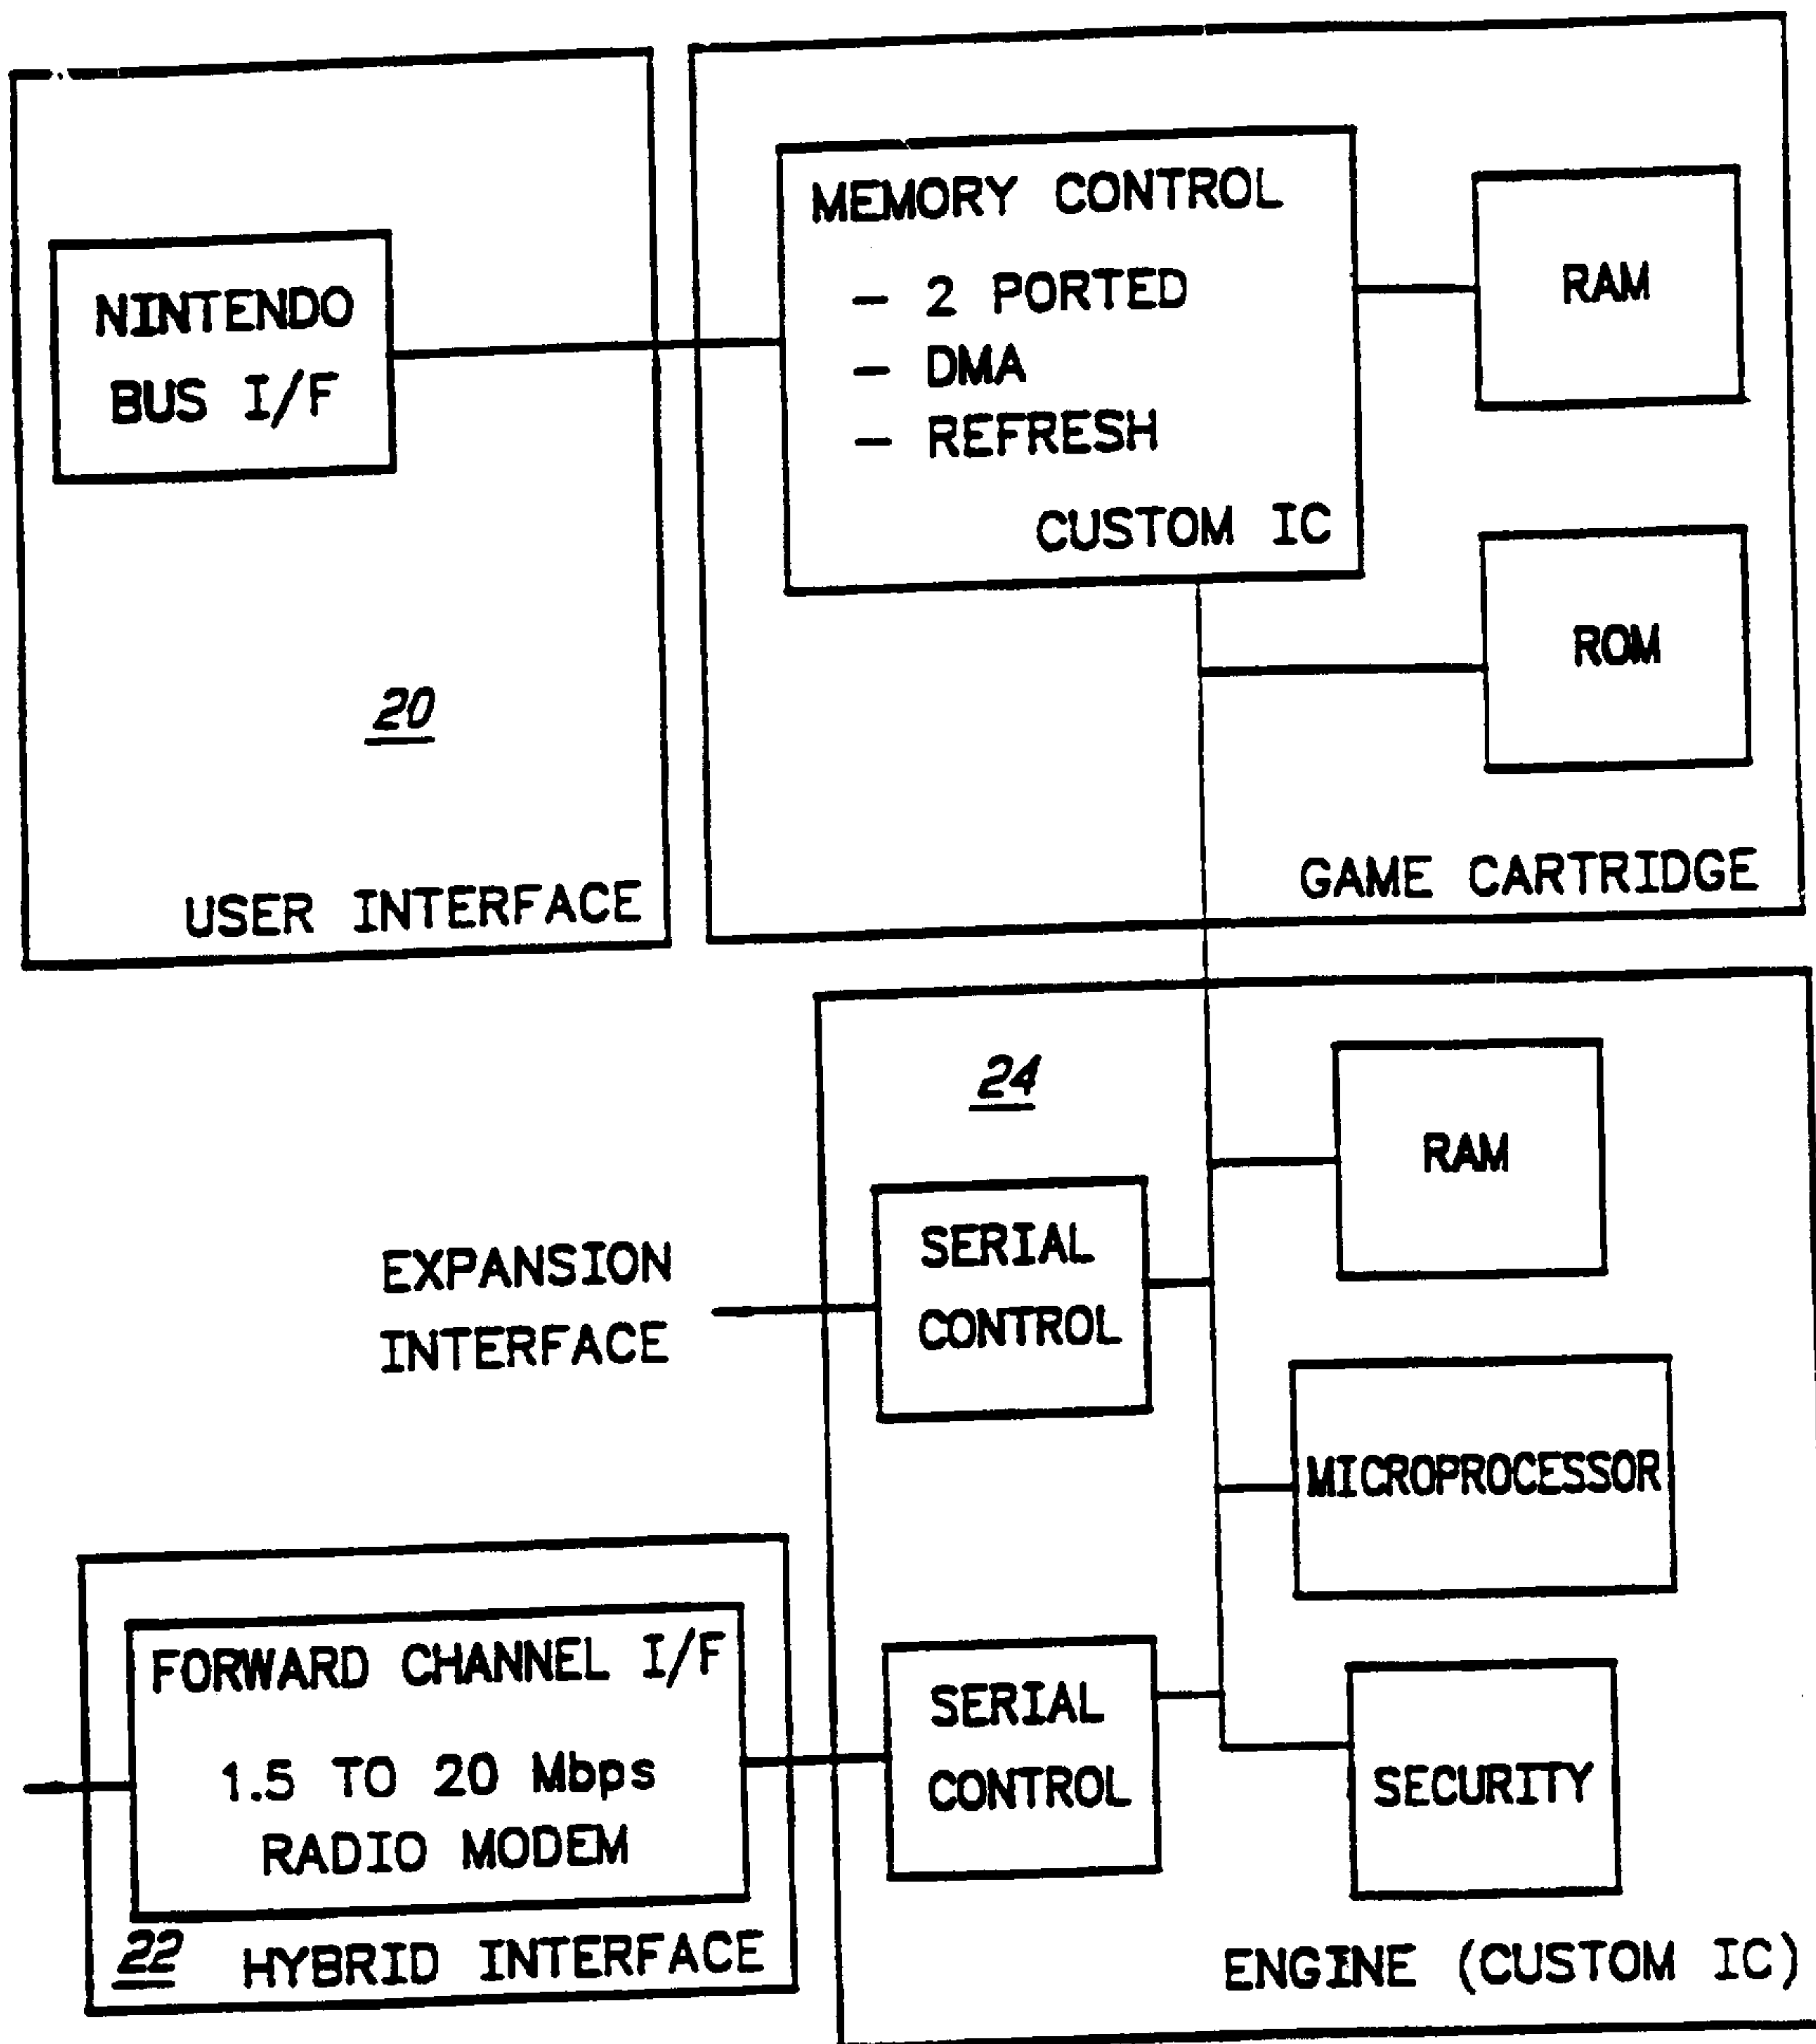 NINTENDO
BUS I/F
20
USER INTERFACE
MEMORY CONTROL
- 2 PORTED
- DMA
- REFRESH
CUSTOM IC
RAM
ROM
GAME CARTRIDGE
24
RAM
EXPANSION
INTERFACE
SERIAL
CONTROL
MICROPROCESSOR
FORWARD CHANNEL I/F
1.5 TO 20 Mbps
RADIO MODEM
22 HYBRID INTERFACE
SERIAL
CONTROL
SECURITY
ENGINE (CUSTOM IC)